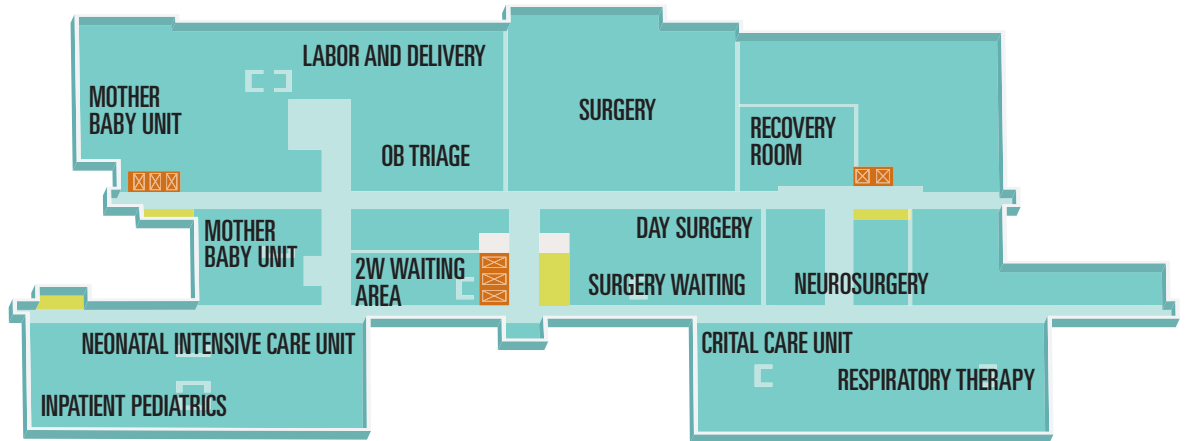 LABOR AND DELIVERY
MOTHER
BABY UNIT
SURGERY
RECOVERY
ROOM
OB TRIAGE
MOTHER
BABY UNIT
DAY SURGERY
2W WAITING
AREA
SURGERY WAITING
NEUROSURGERY
NEONATAL INTENSIVE CARE UNIT
CRITAL CARE UNIT
RESPIRATORY THERAPY
INPATIENT PEDIATRICS